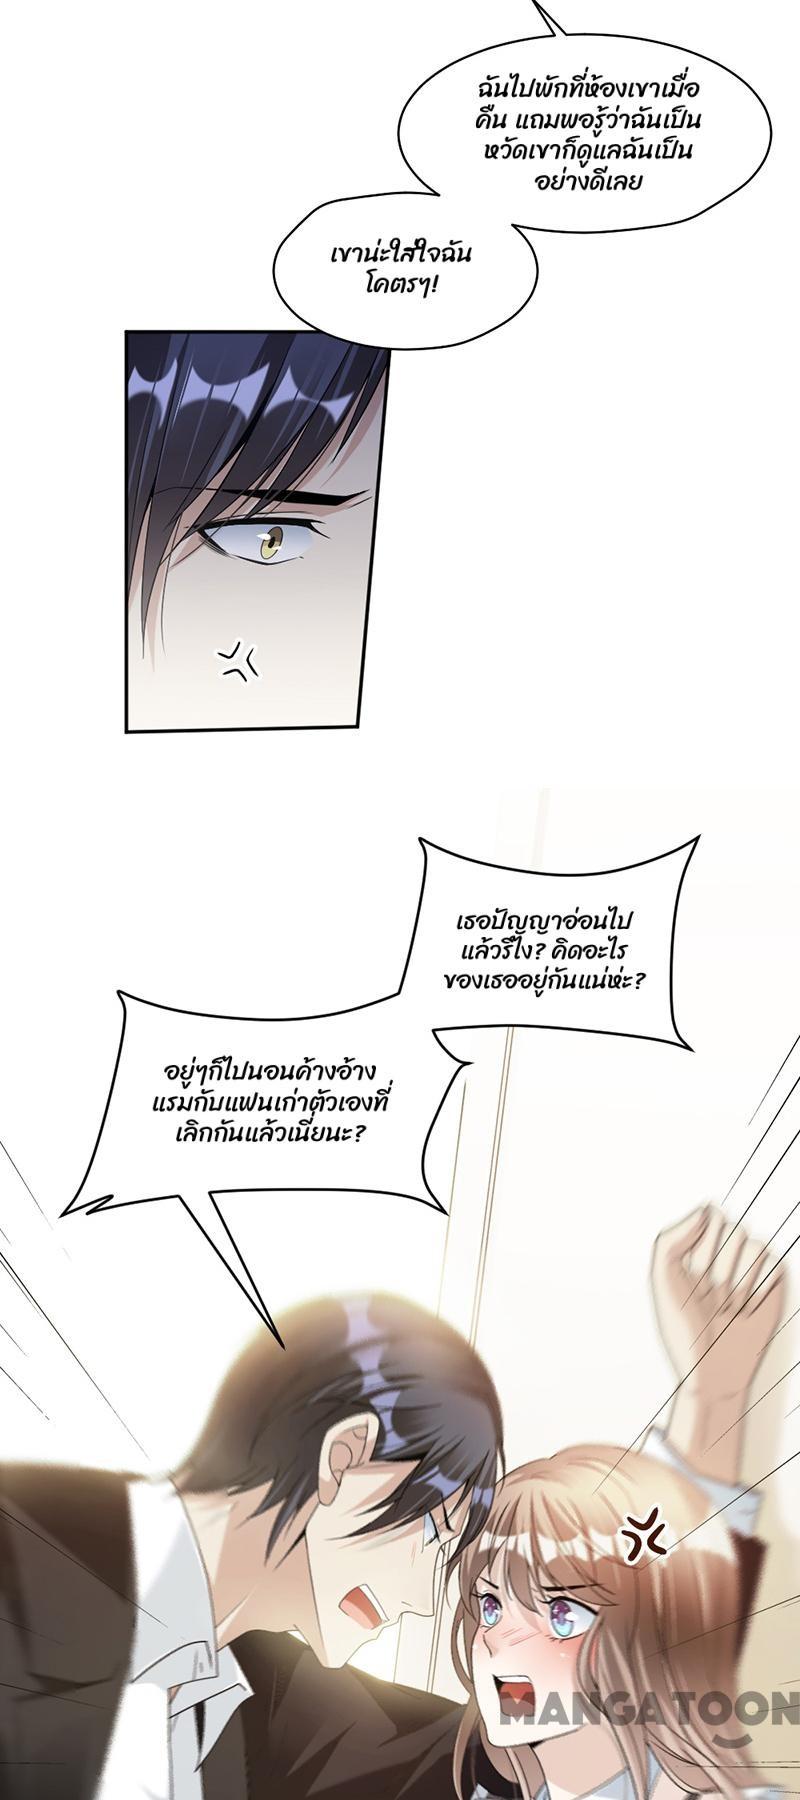 ฉันไปพักที่ห้องเขาเมื่อ
คืน แถมพอรู้ว่าฉันเป็น
หวัดเขาก็ดูแลฉันเป็น
อย่างดีเลย
เขาน่ะใส่ใจฉัน
โคตรๆ!
เธอปัญญาอ่อนไป
แล้วรึไง? คิดอะไร
ของเธออยู่กันแน่ห่ะ?
อยู่ๆก็ไปนอนค้างอ้าง
แรมกับแฟนเก่าตัวเองที่
เลิกกันแล้วเนี่ยนะ?
MANGATOON